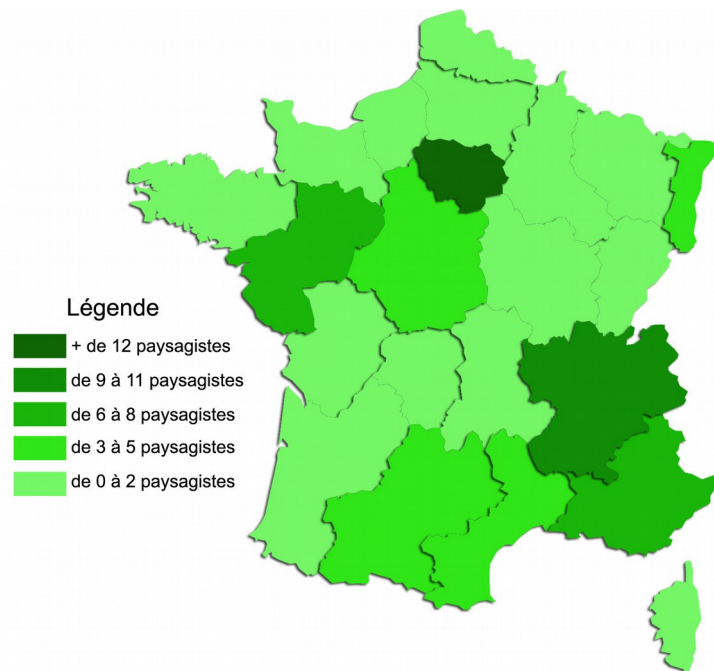 Légende
+ de 12 paysagistes
de 9 à 11 paysagistes
de 6 à 8 paysagistes
de 3 à 5 paysagistes
de 0 à 2 paysagistes